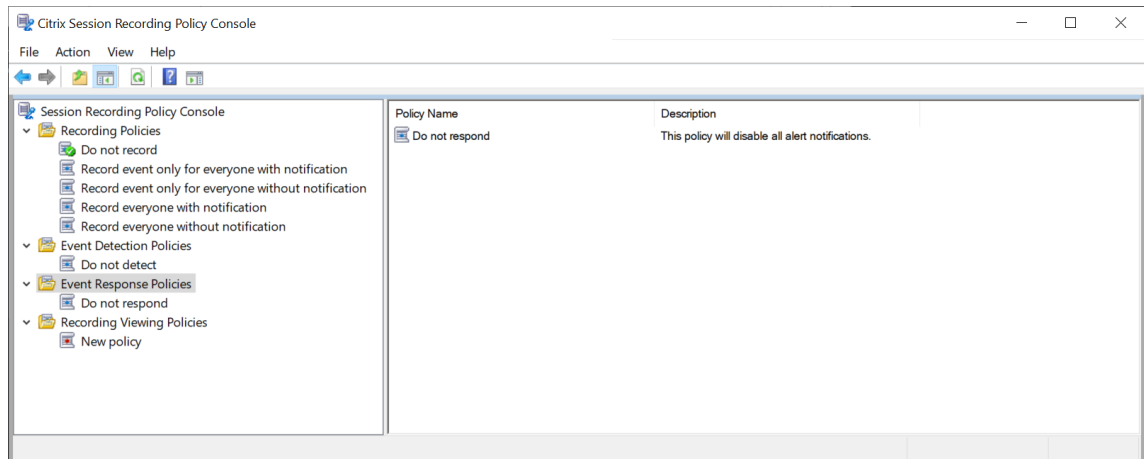 Citrix Session Recording Policy Console
File Action View Help
Session Recording Policy Console
Recording Policies
Do not record
Record event only for everyone with notification
Record event only for everyone without notification
Record everyone with notification
Record everyone without notification
Event Detection Policies
Do not detect
Event Response Policies
Do not respond
Recording Viewing Policies
New policy
Policy Name Description
Do not respond This policy will disable all alert notifications.